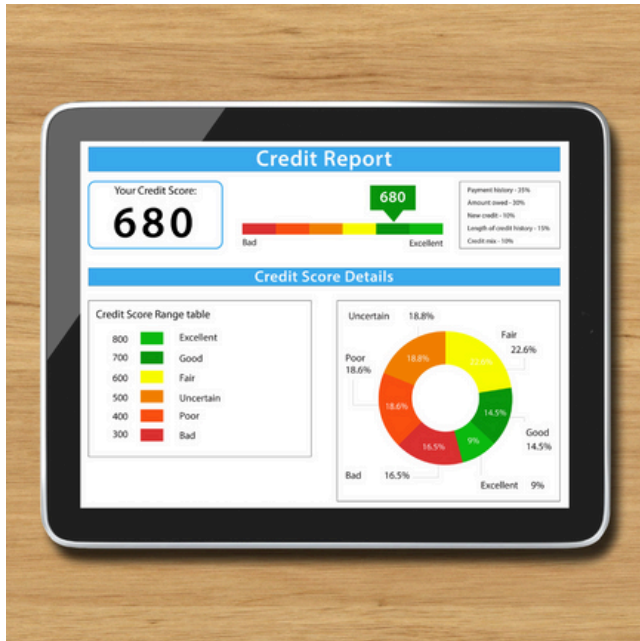 Credit Report
Your Credit Score:
680
680
Bad
Excellent
Payment history - 35%
Amount owed - 30%
New credit - 10%
Length of credit history - 15%
Credit mix - 10%
Credit Score Details
Credit Score Range table
800 Excellent
700 Good
600 Fair
500 Uncertain
400 Poor
300 Bad
Uncertain 18.8%
Fair
22.6%
Poor
18.6%
18.8%
22.6%
18.6%
14.5%
16.5%
9%
Good
14.5%
Bad 16.5%
Excellent 9%